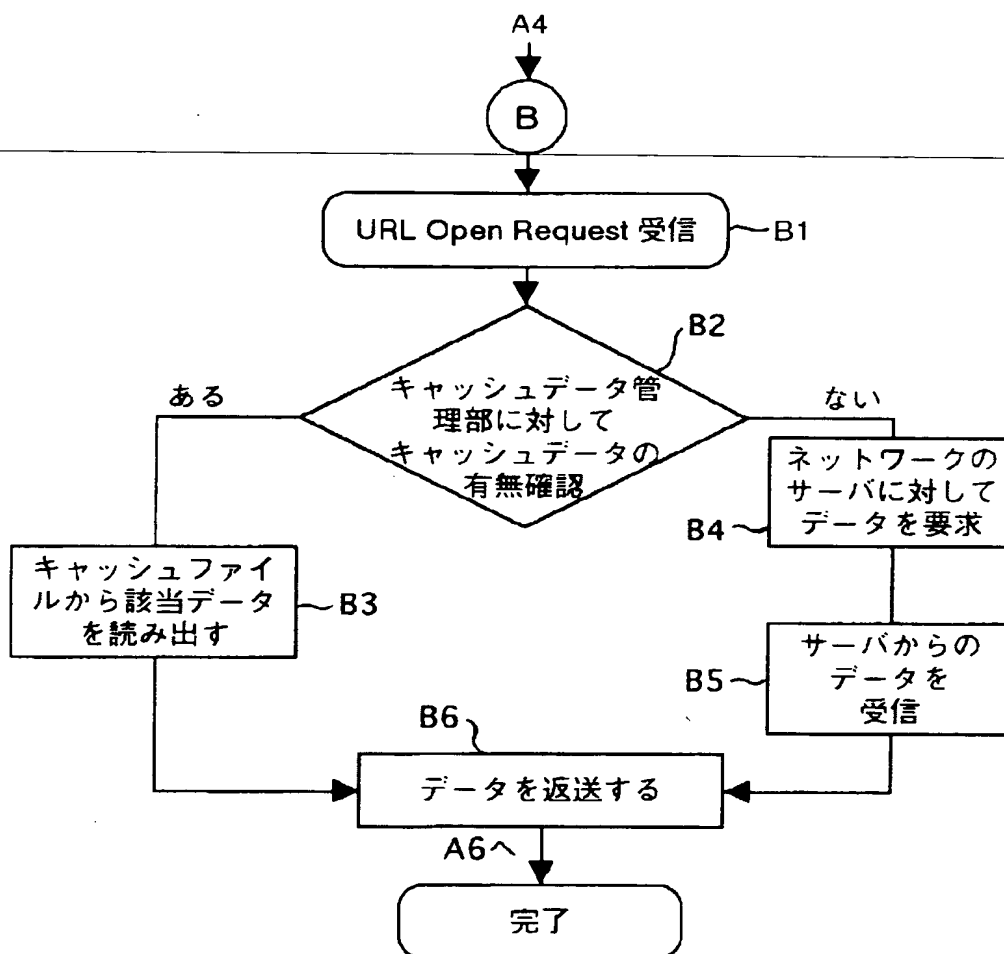 A4
B
URL Open Request 受信
B1
B2
キャッシュデータ管
理部に対して
キャッシュデータの
有無確認
ある
ない
ネットワークの
サーバに対して
データを要求
B4
キャッシュファイ
ルから該当データ
を読み出す
B3
サーバからの
データを
受信
B5
B6
データを返送する
A6へ
完了